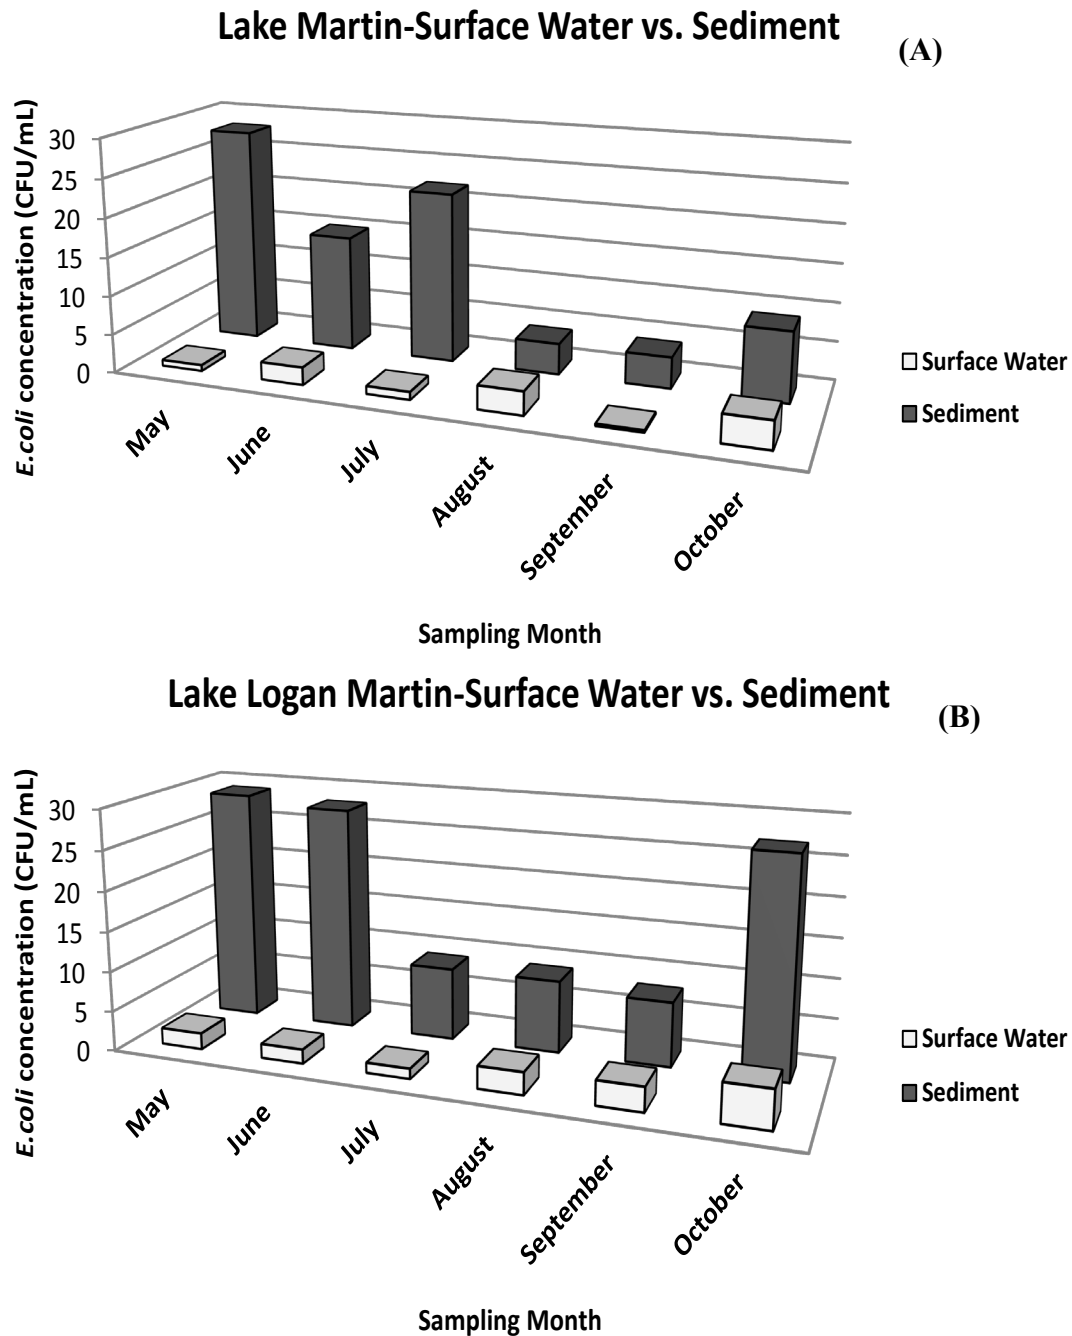 Lake Martin-Surface Water vs. Sediment
(A)
E.coli concentration (CFU/mL)
30
25
20
15
10
5
0
May
June
July
August
September
October
Surface Water
Sediment
Sampling Month
Lake Logan Martin-Surface Water vs. Sediment
(B)
E.coli concentration (CFU/mL)
30
25
20
15
10
5
0
May
June
July
August
September
October
Surface Water
Sediment
Sampling Month